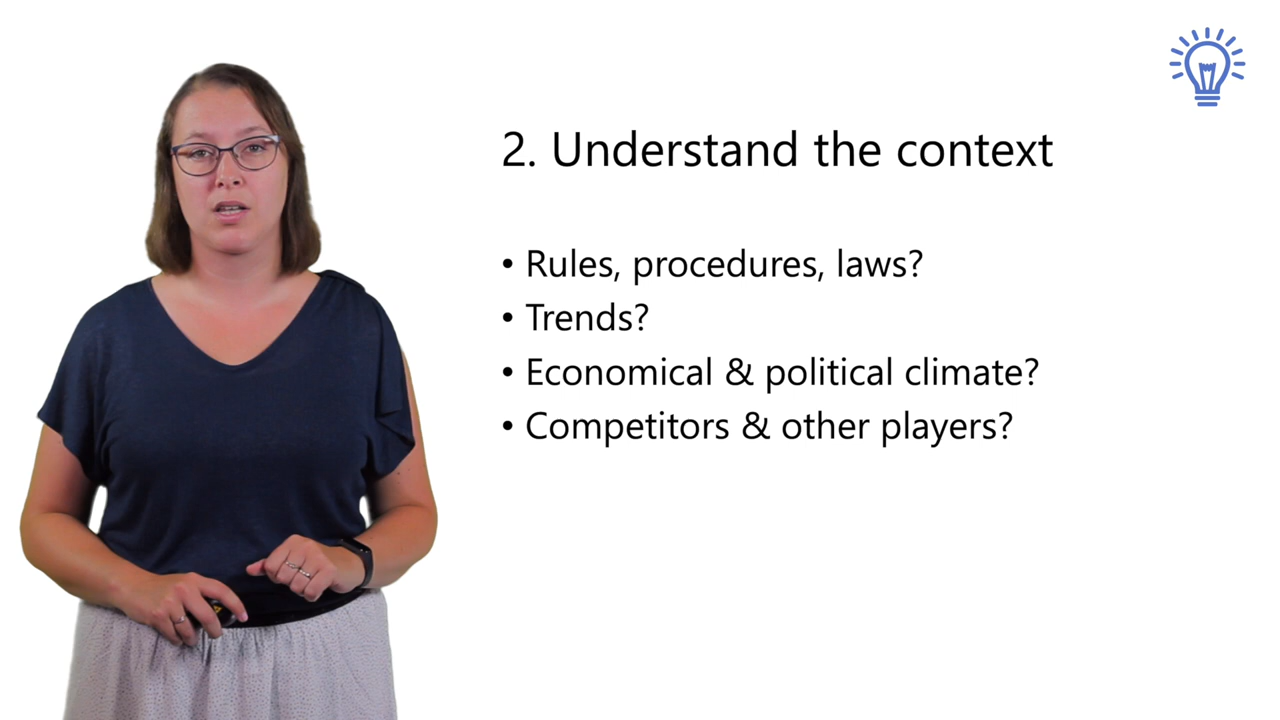 2. Understand the context
• Rules, procedures, laws?
• Trends?
• Economical & political climate?
• Competitors & other players?